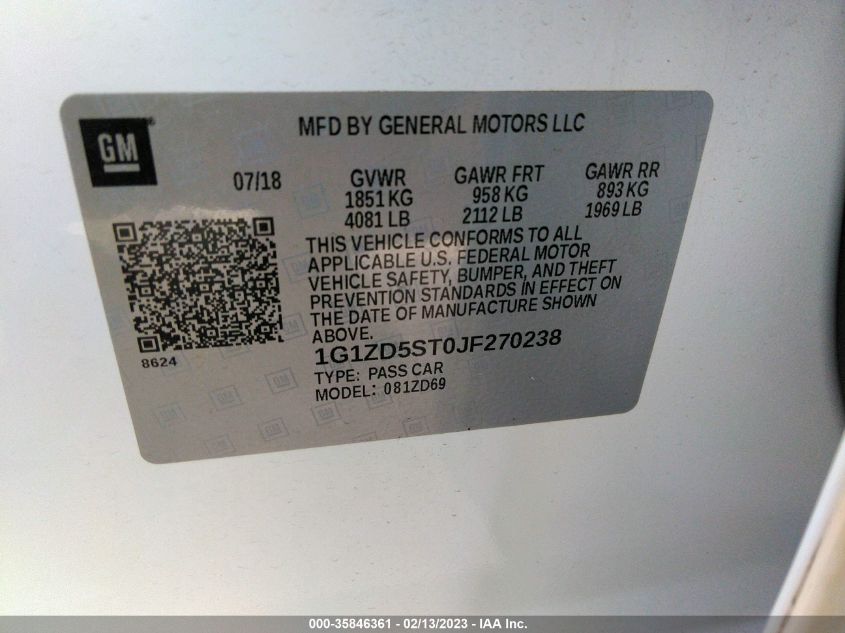 GM
MFD BY GENERAL MOTORS LLC
07/18 GVWR GAWR FRT GAWR RR
1851 KG 958 KG 893 KG
4081 LB 2112 LB 1969 LB
THIS VEHICLE CONFORMS TO ALL
APPLICABLE U.S. FEDERAL MOTOR
VEHICLE SAFETY, BUMPER, AND THEFT
PREVENTION STANDARDS IN EFFECT ON
THE DATE OF MANUFACTURE SHOWN
ABOVE.
8624
1G1ZD5ST0JF270238
TYPE: PASS CAR
MODEL: 081ZD69
000-35846361 - 02/13/2023 - IAA Inc.